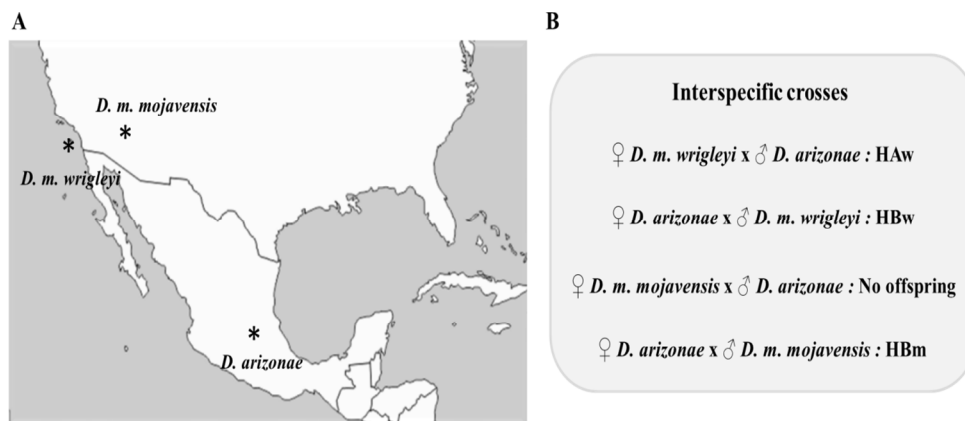 A
D. m. mojavensis
*
*
D. m. wrigleyi
*
D. arizonae
B
Interspecific crosses
♀ D. m. wrigleyi x ♂ D. arizonae : HAw
♀ D. arizonae x ♂ D. m. wrigleyi : HBw
♀ D. m. mojavensis x ♂ D. arizonae : No offspring
♀ D. arizonae x ♂ D. m. mojavensis : HBm